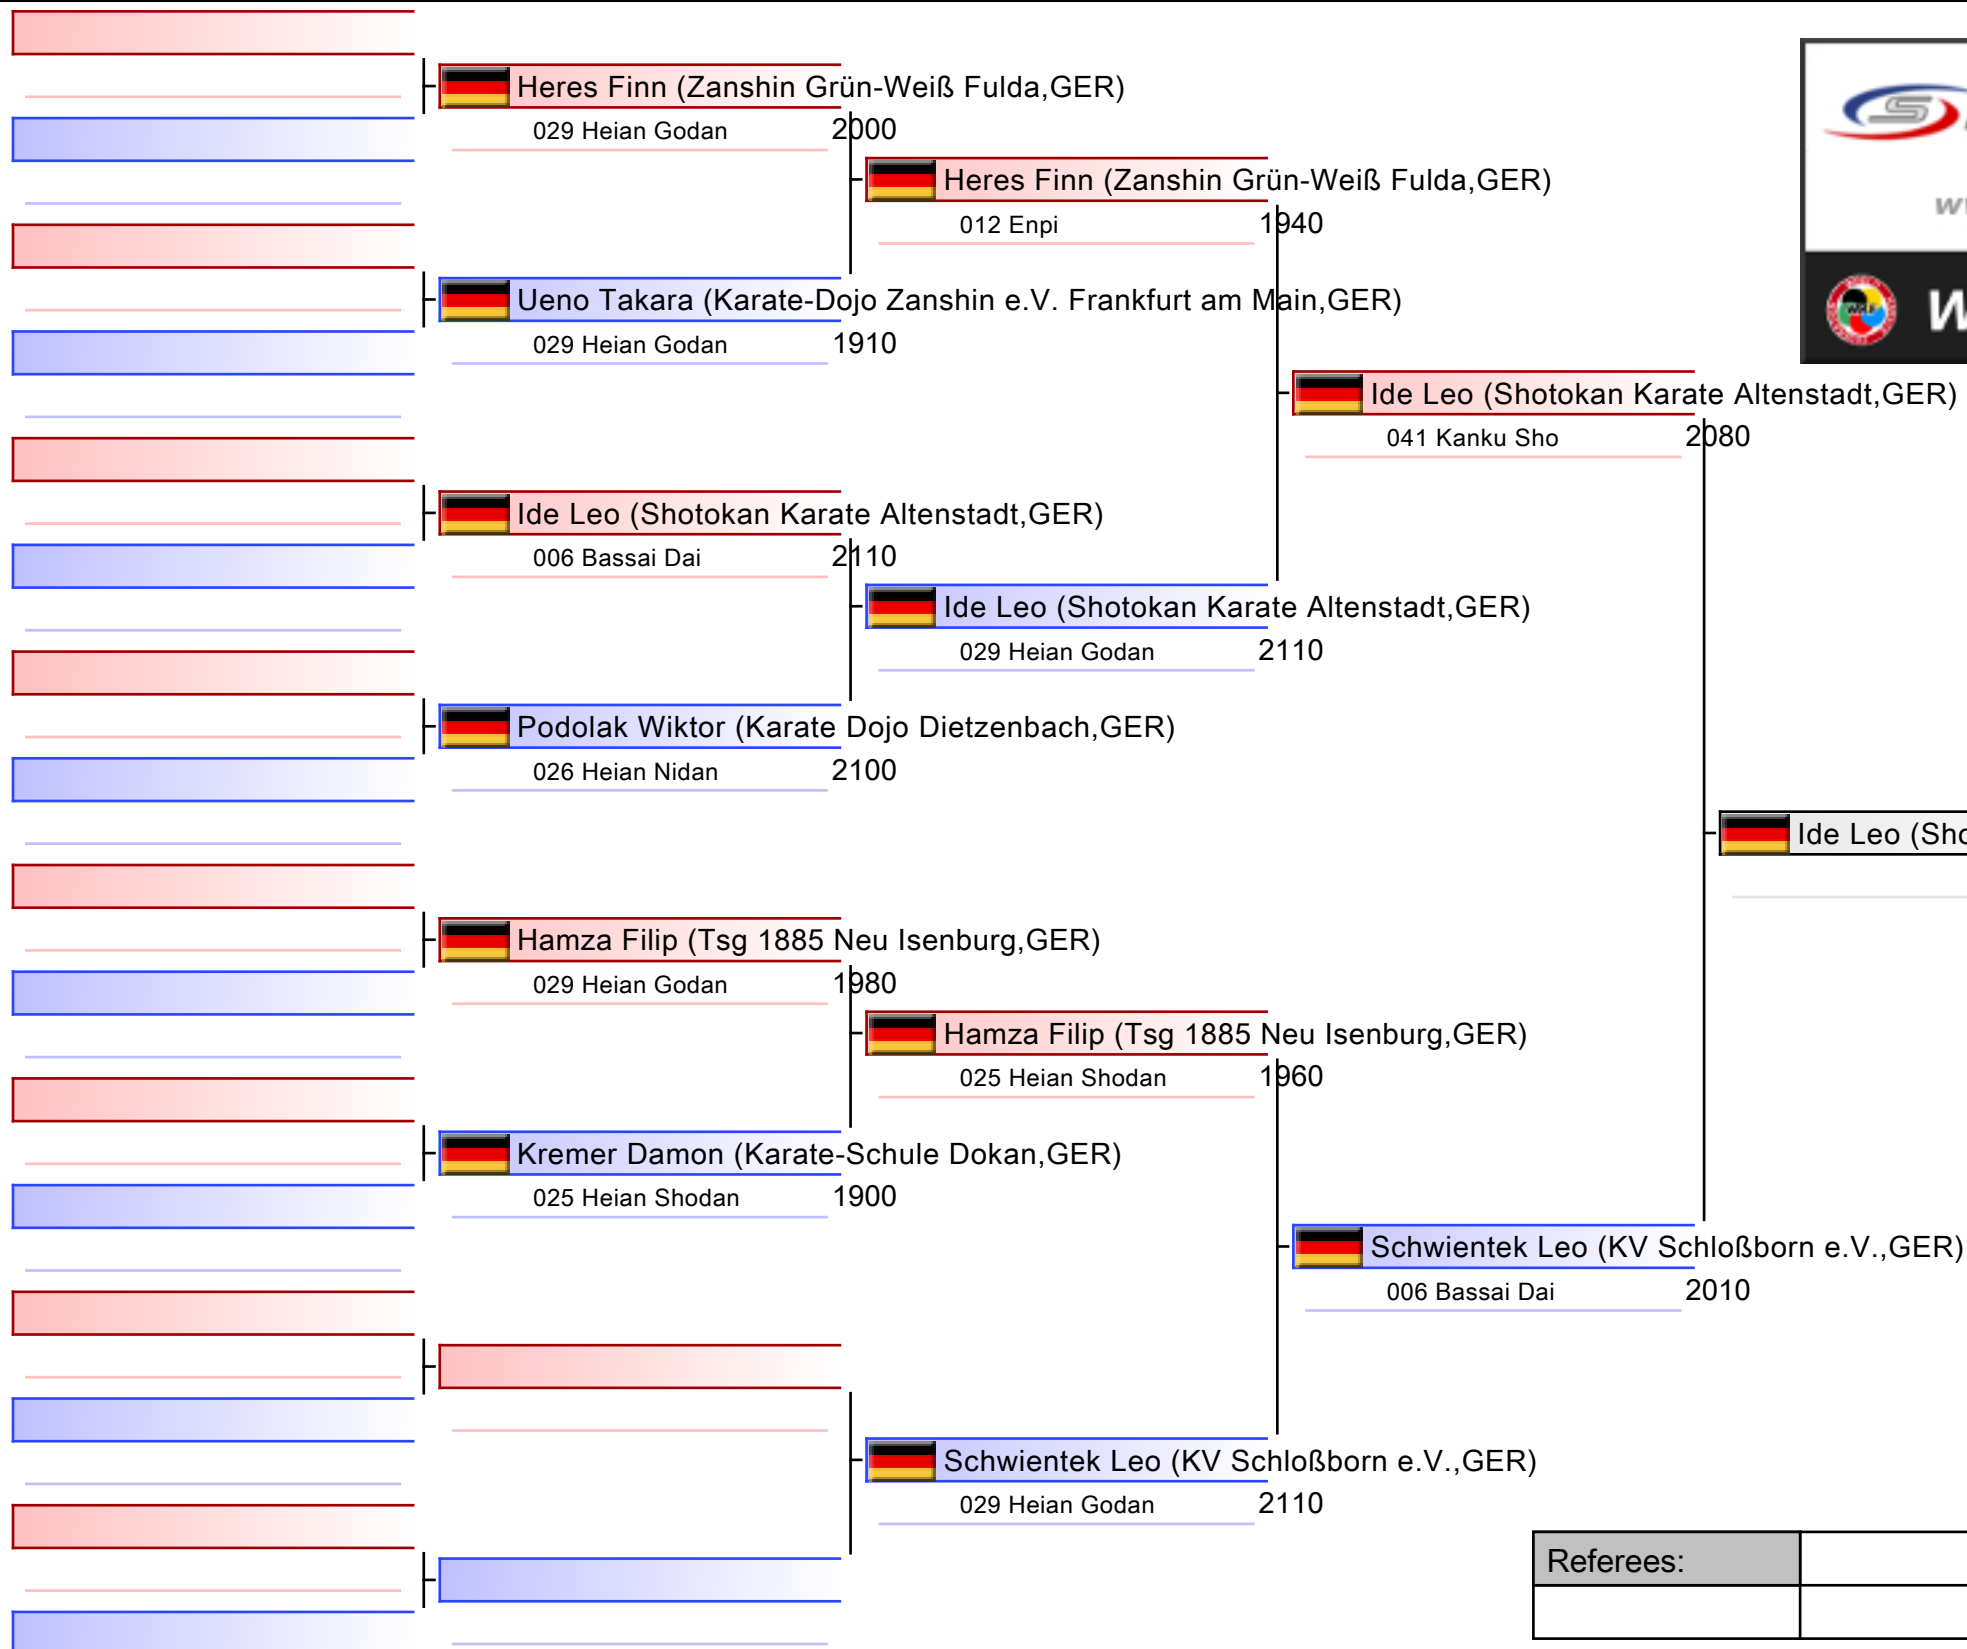 Heres Finn (Zanshin Grün-Weiß Fulda,GER)
029 Heian Godan 2000
Heres Finn (Zanshin Grün-Weiß Fulda,GER)
012 Enpi 1940
Ueno Takara (Karate-Dojo Zanshin e.V. Frankfurt am Main,GER)
029 Heian Godan 1910
Ide Leo (Shotokan Karate Altenstadt,GER)
041 Kanku Sho 2080
Ide Leo (Shotokan Karate Altenstadt,GER)
006 Bassai Dai 2110
Ide Leo (Shotokan Karate Altenstadt,GER)
029 Heian Godan 2110
Podolak Wiktor (Karate Dojo Dietzenbach,GER)
026 Heian Nidan 2100
Ide Leo (Sho
Hamza Filip (Tsg 1885 Neu Isenburg,GER)
029 Heian Godan 1980
Hamza Filip (Tsg 1885 Neu Isenburg,GER)
025 Heian Shodan 1960
Kremer Damon (Karate-Schule Dokan,GER)
025 Heian Shodan 1900
Schwientek Leo (KV Schloßborn e.V.,GER)
006 Bassai Dai 2010
Schwientek Leo (KV Schloßborn e.V.,GER)
029 Heian Godan 2110
Referees: